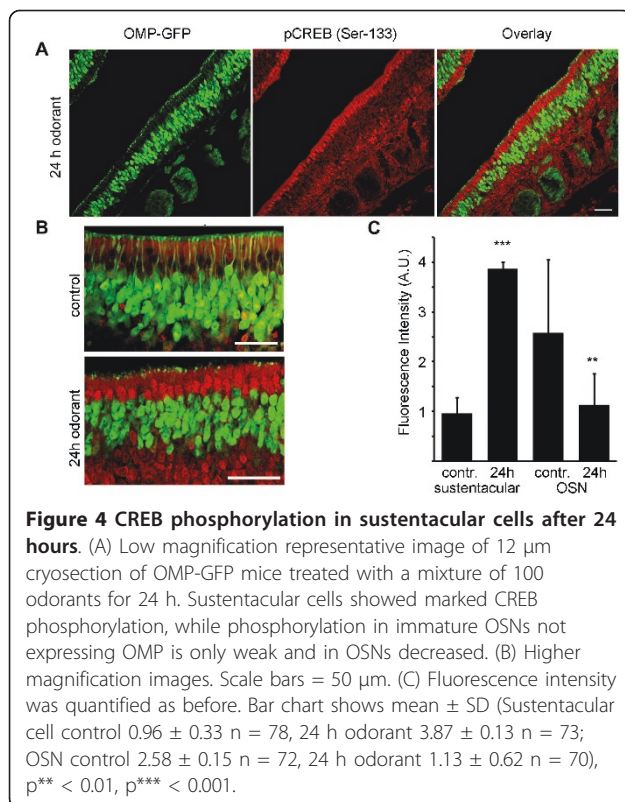 OMP-GFP pCREB (Ser-133) Overlay
A
24 h odorant
B
control
24h odorant
C
***
**
Fluorescence Intensity (A.U.)
4
3
2
1
contr. 24h contr. 24h
sustentacular OSN
Figure 4 CREB phosphorylation in sustentacular cells after 24
hours. (A) Low magnification representative image of 12 μm
cryosection of OMP-GFP mice treated with a mixture of 100
odorants for 24 h. Sustentacular cells showed marked CREB
phosphorylation, while phosphorylation in immature OSNs not
expressing OMP is only weak and in OSNs decreased. (B) Higher
magnification images. Scale bars = 50 μm. (C) Fluorescence intensity
was quantified as before. Bar chart shows mean ± SD (Sustentacular
cell control 0.96 ± 0.33 n = 78, 24 h odorant 3.87 ± 0.13 n = 73;
OSN control 2.58 ± 0.15 n = 72, 24 h odorant 1.13 ± 0.62 n = 70),
p** < 0.01, p*** < 0.001.